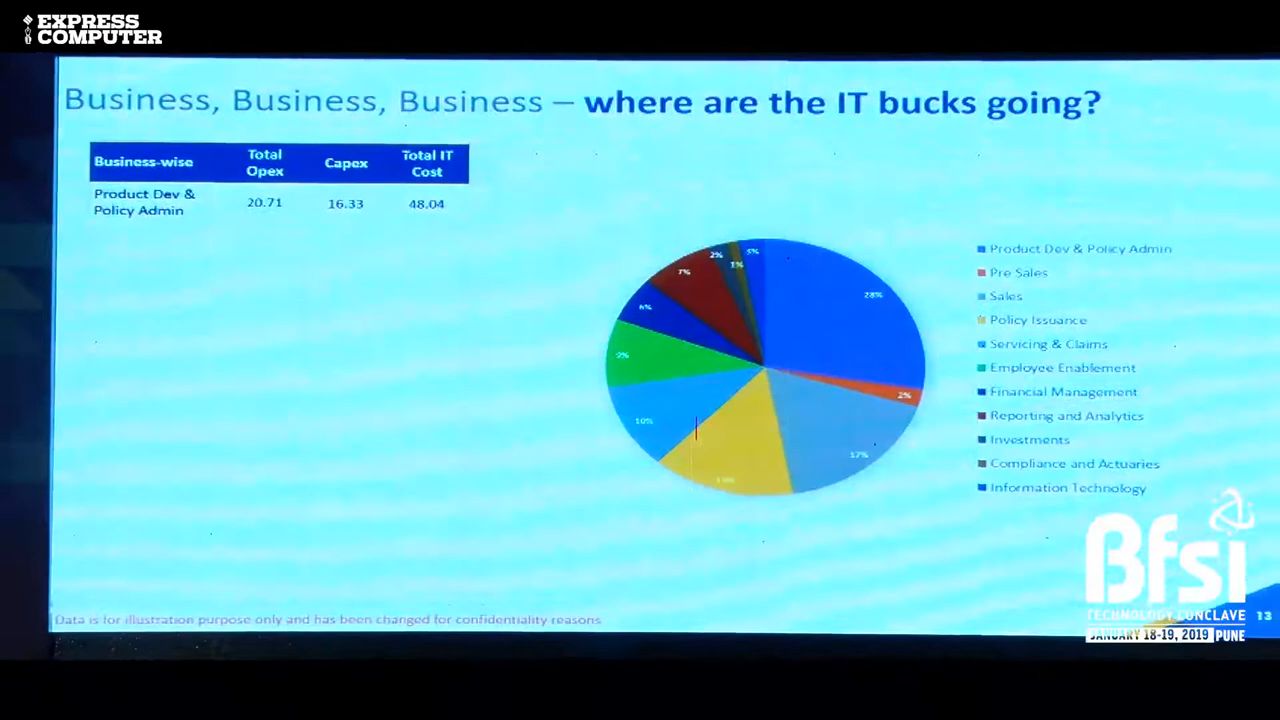 EXPRESS
COMPUTER
Business, Business, Business – where are the IT bucks going?
Business-wise Total Opex Capex Total IT Cost
Product Dev & Policy Admin 20.71 16.33 48.04
2%
3%
1%
7%
28%
6%
9%
2%
10%
17%
Product Dev & Policy Admin
Pre Sales
Sales
Policy Issuance
Servicing & Claims
Employee Enablement
Financial Management
Reporting and Analytics
Investments
Compliance and Actuaries
Information Technology
Bfsi
TECHNOLOGY CONCLAVE
JANUARY 18-19, 2019 PUNE
13
Data is for illustration purpose only and has been changed for confidentiality reasons